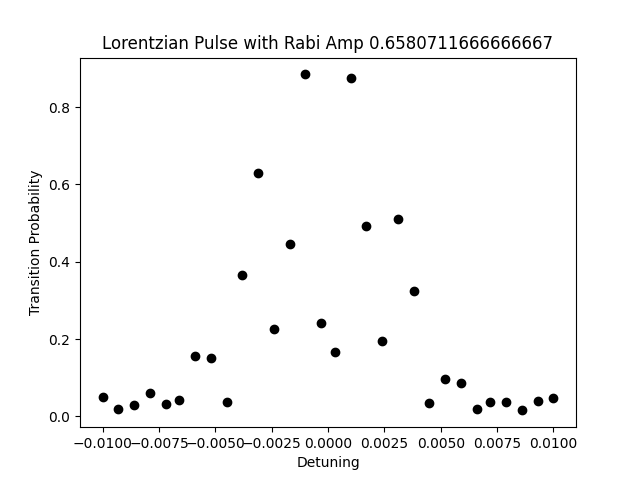 Lorentzian Pulse with Rabi Amp 0.6580711666666667
Transition Probability
0.8
0.6
0.4
0.2
0.0
−0.0100 −0.0075 −0.0050 −0.0025 0.0000 0.0025 0.0050 0.0075 0.0100
Detuning